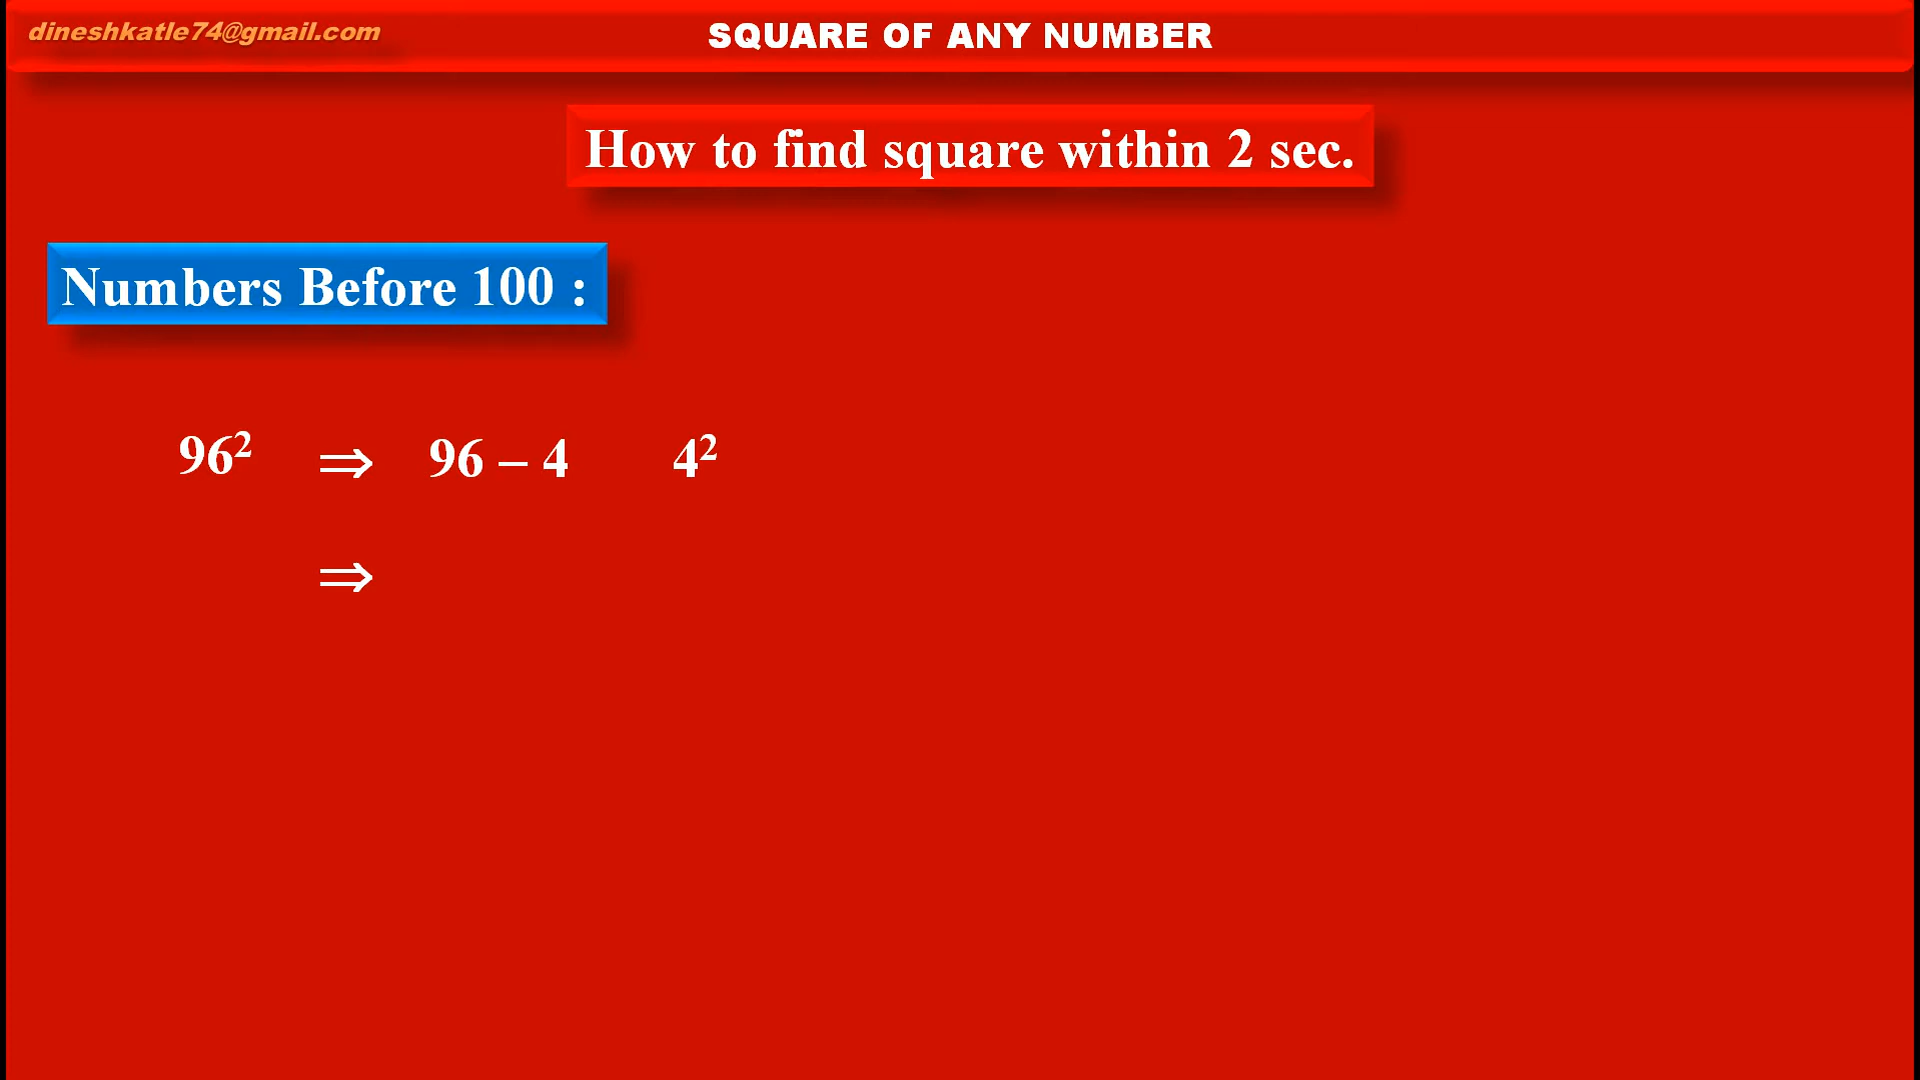 dineshkatle74@gmail.com
SQUARE OF ANY NUMBER
How to find square within 2 sec.
Numbers Before 100 :
96² ⇒ 96 – 4 4²
⇒